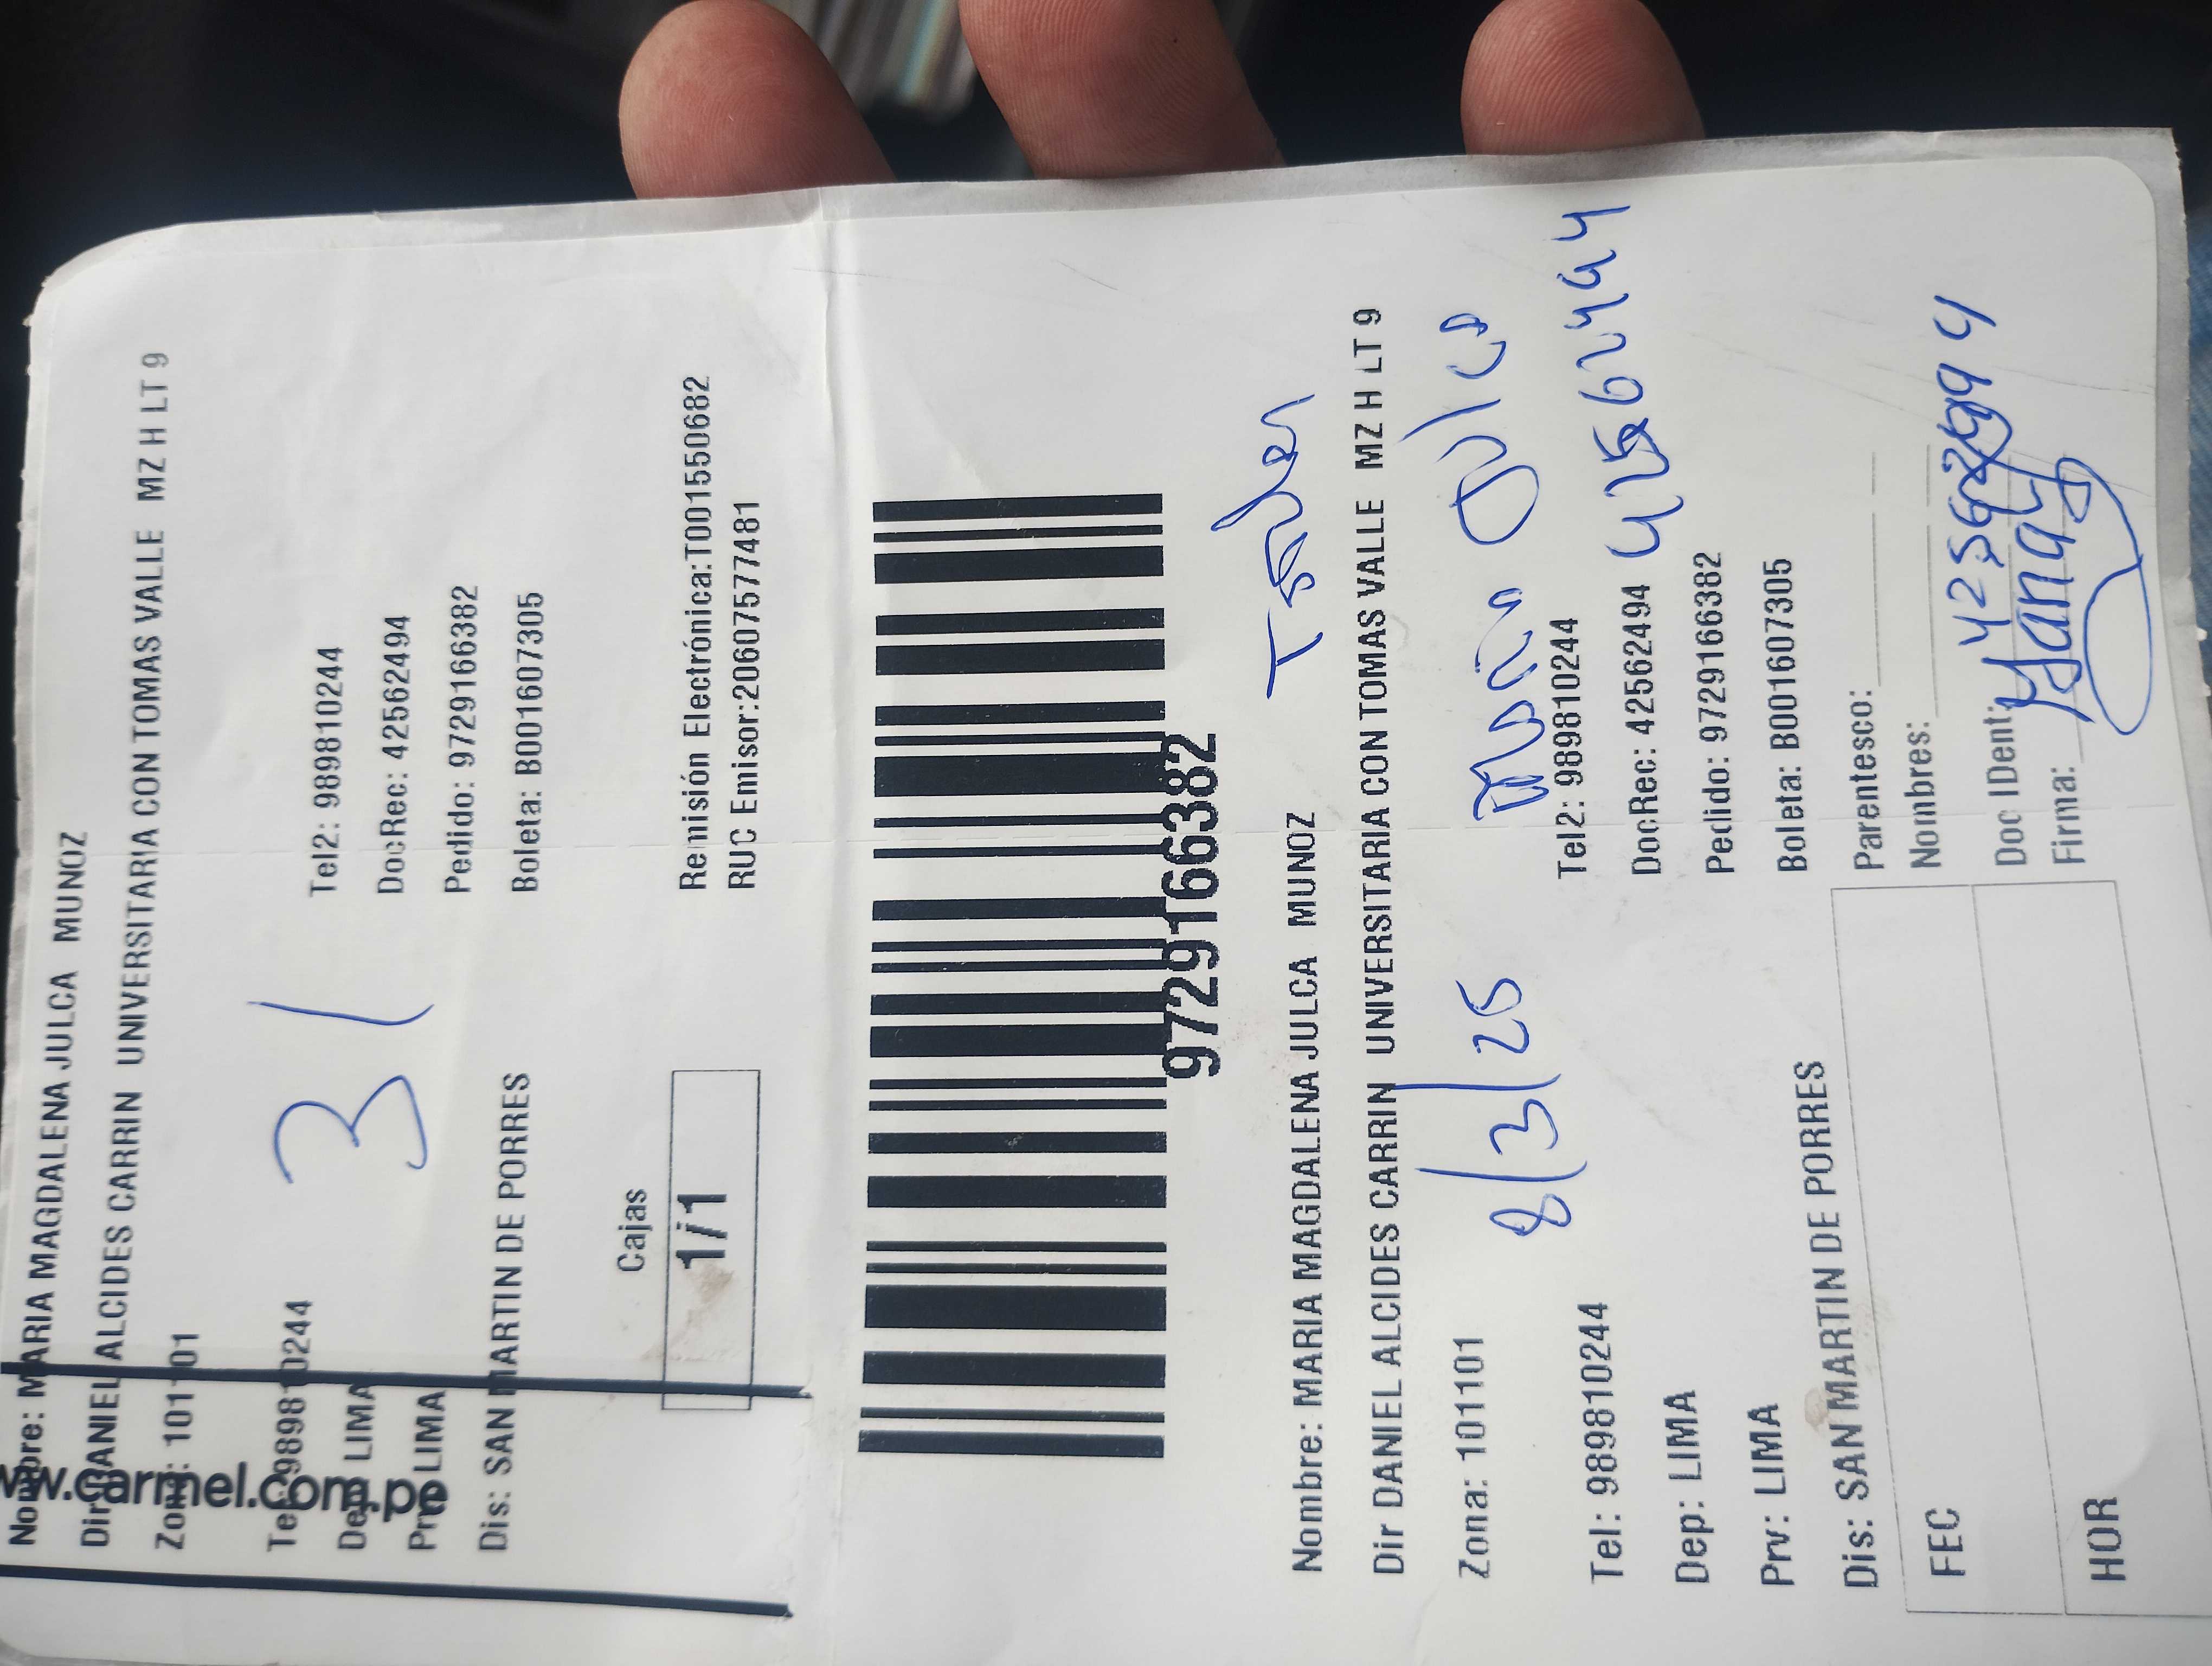 Nombre: MARIA MAGDALENA JULCA MUNOZ
Dir DANIEL ALCIDES CARRIN UNIVERSITARIA CON TOMAS VALLE MZ H LT 9
Zona: 101101
31
Tel: 989810244 Tel2: 989810244
Dep: LIMA DocRec: 42562494
Prv: LIMA Pedido: 9729166382
Dis: SAN MARTIN DE PORRES Boleta: B001607305
w.carmel.com.pe
Cajas
1/1
Remisión Electrónica:T001550682
RUC Emisor:20607577481
9729166382
Nombre: MARIA MAGDALENA JULCA MUNOZ
Dir DANIEL ALCIDES CARRIN UNIVERSITARIA CON TOMAS VALLE MZ H LT 9
Zona: 101101 8/3/25
Tel: 989810244 Tel2: 989810244
Dep: LIMA DocRec: 42562494 42562494
Prv: LIMA Pedido: 9729166382
Dis: SAN MARTIN DE PORRES Boleta: B001607305
FEC
HOR
Parentesco:
Nombres:
Doc IDent:
Firma: